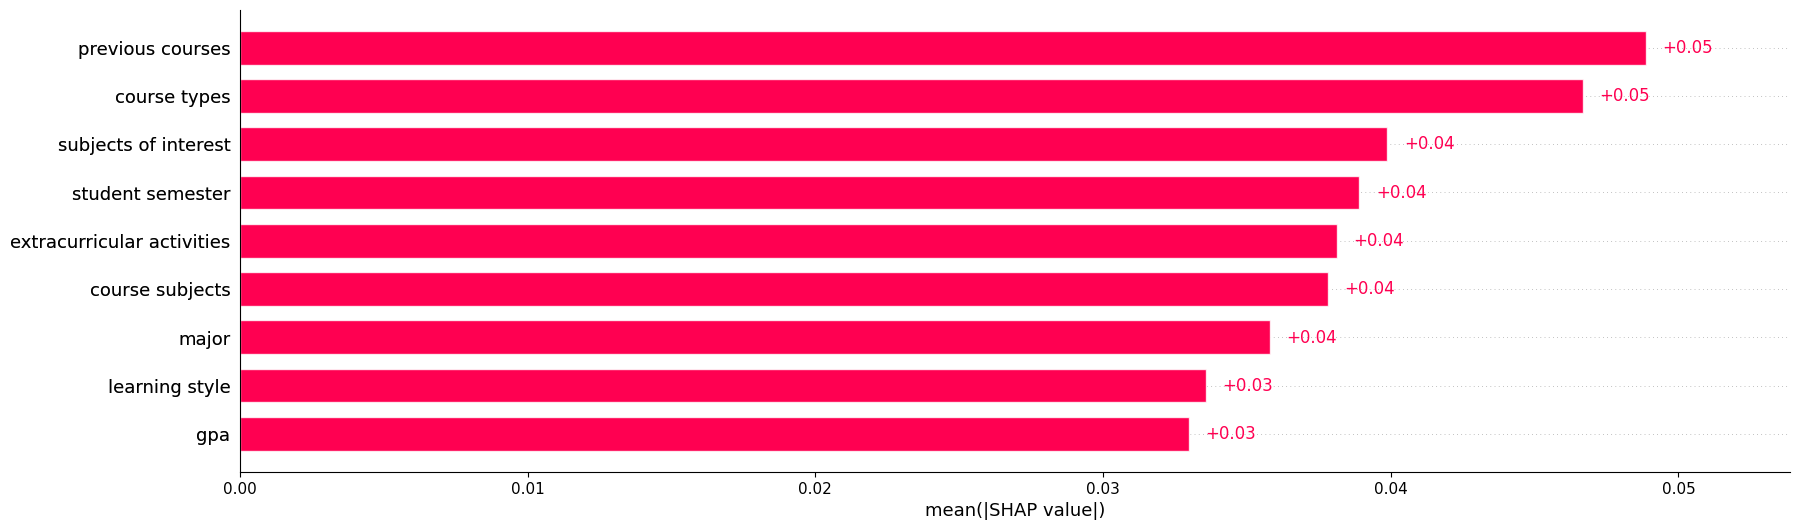 previous courses +0.05
course types +0.05
subjects of interest +0.04
student semester +0.04
extracurricular activities +0.04
course subjects +0.04
major +0.04
learning style +0.03
gpa +0.03
0.00 0.01 0.02 0.03 0.04 0.05
mean(|SHAP value|)